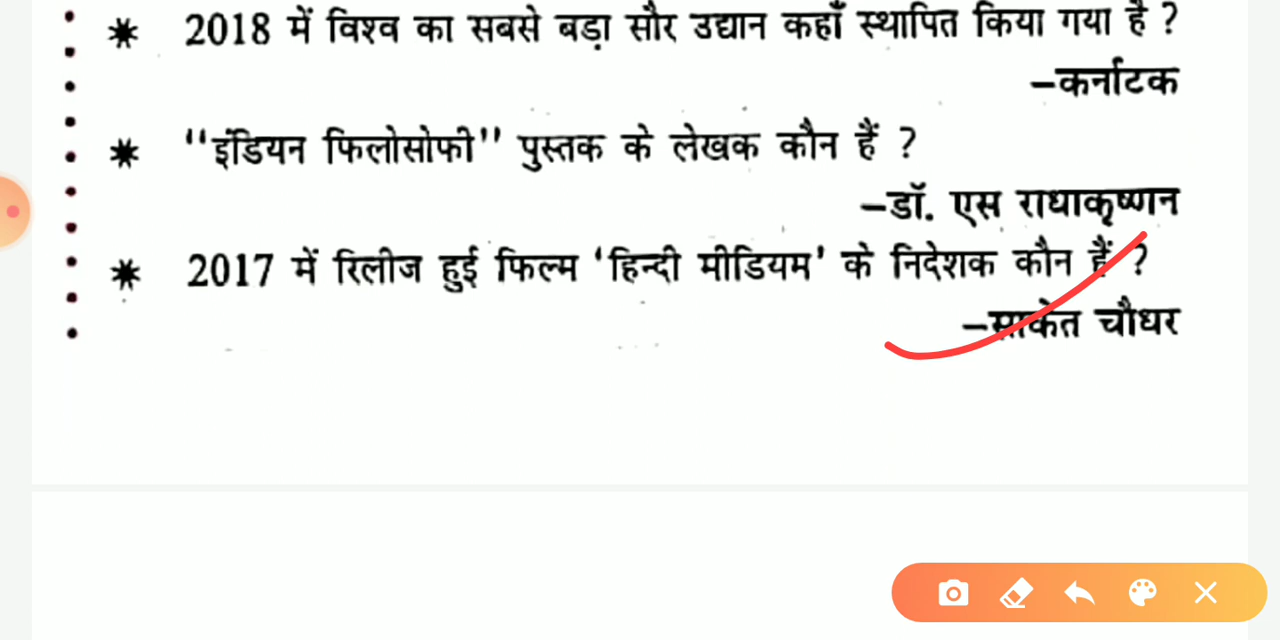 * 2018 में विश्व का सबसे बड़ा सौर उद्यान कहाँ स्थापित किया गया है ?
–कर्नाटक
* “इंडियन फिलोसोफी” पुस्तक के लेखक कौन हैं ?
–डॉ. एस राधाकृष्णन
* 2017 में रिलीज हुई फिल्म ‘हिन्दी मीडियम’ के निदेशक कौन हैं ?
–साकेत चौधर